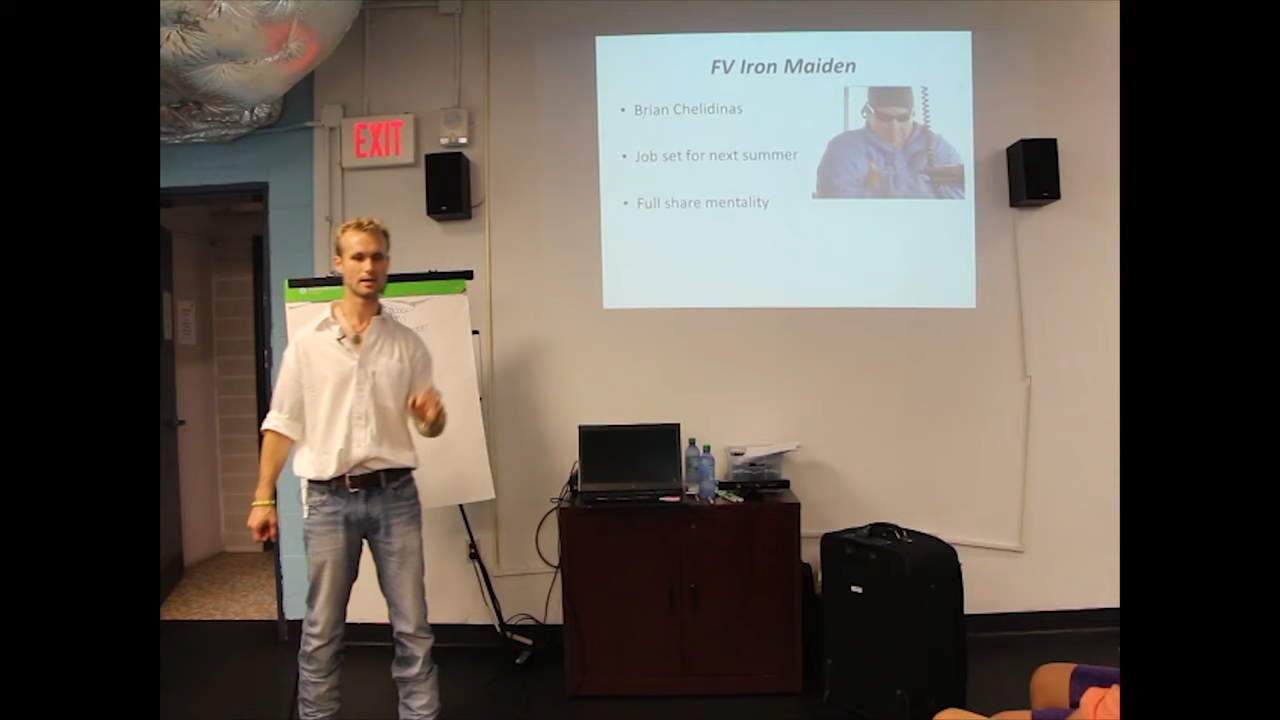 FV Iron Maiden
• Brian Chelidinas
EXIT
• Job set for next summer
• Full share mentality